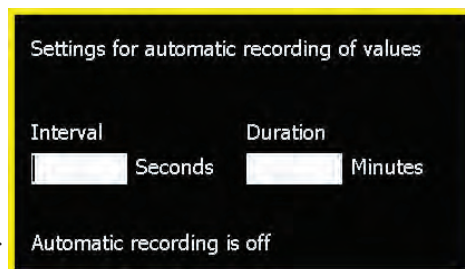 Settings for automatic recording of values
Interval Duration
Seconds Minutes
Automatic recording is off